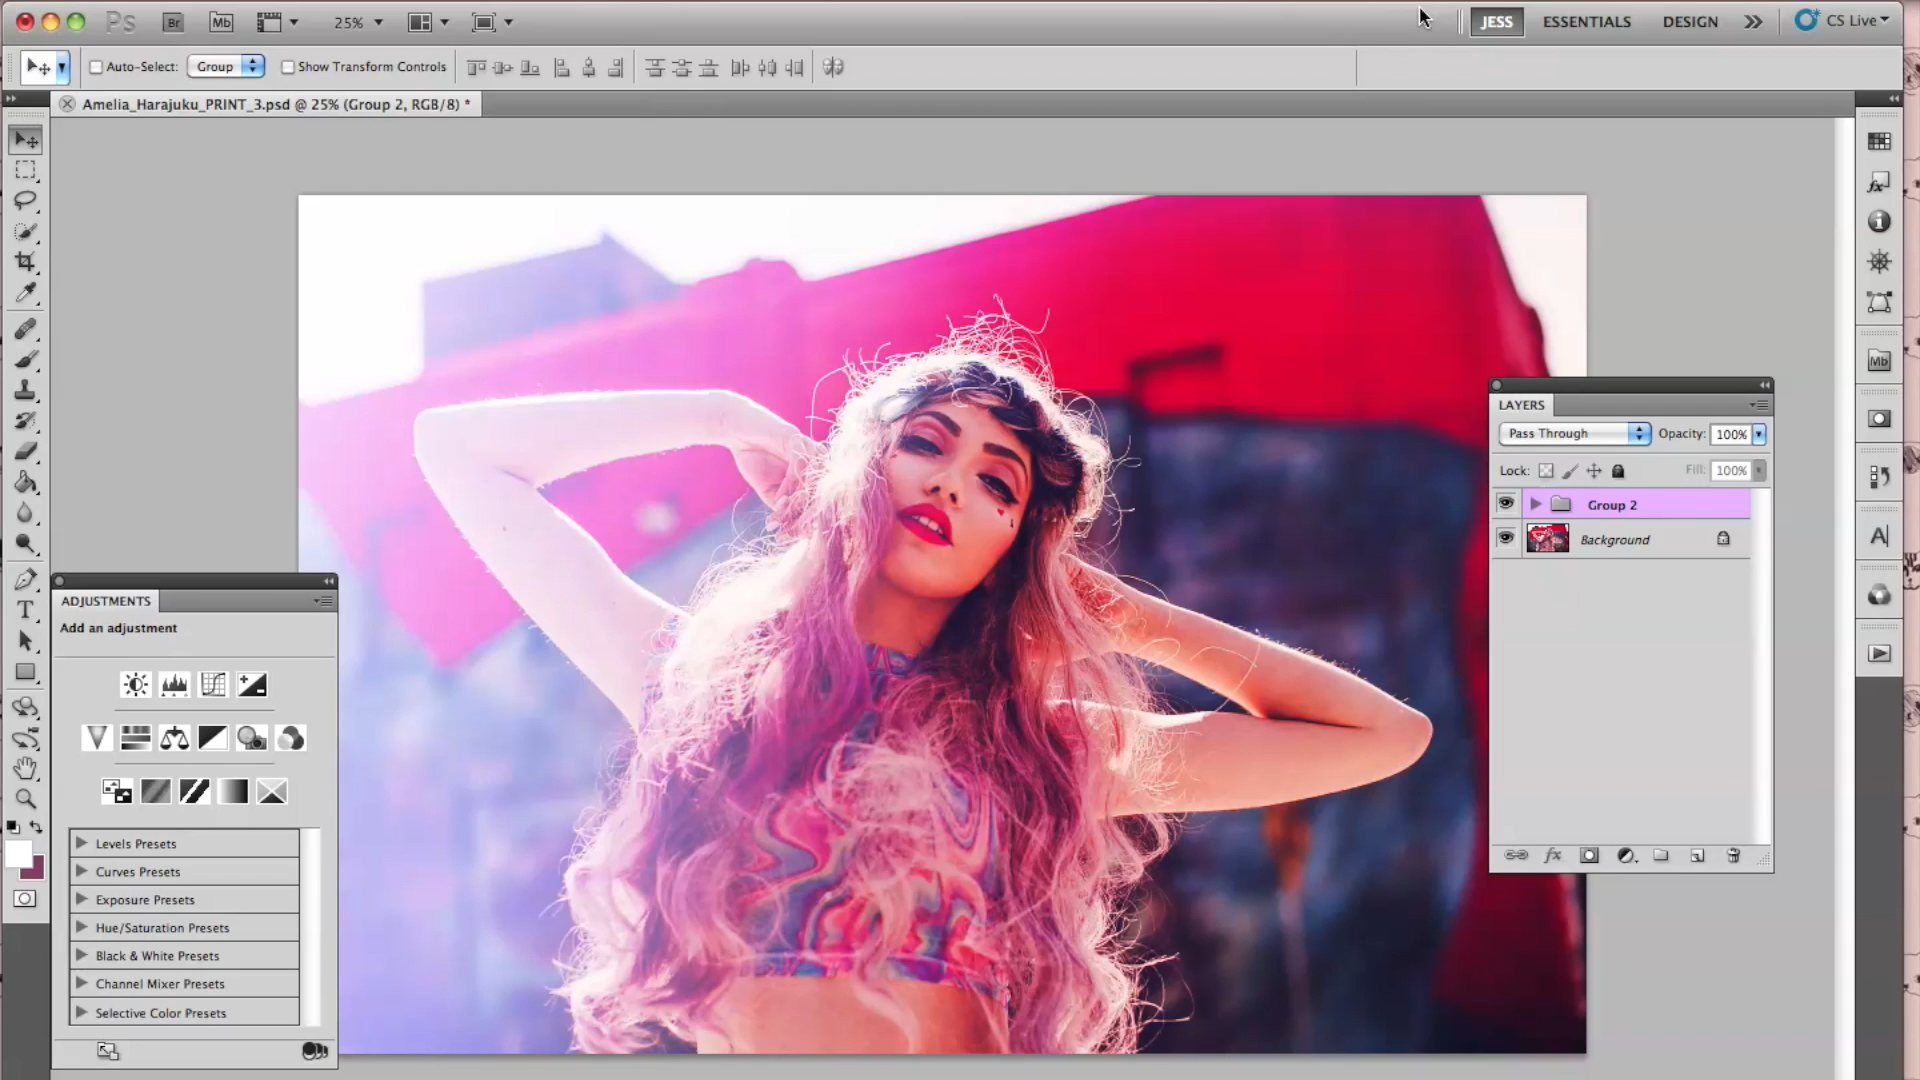 Ps Br Mb 25% JESS ESSENTIALS DESIGN CS Live
Auto-Select: Group Show Transform Controls
Amelia_Harajuku_PRINT_3.psd @ 25% (Group 2, RGB/8) *
Mb
LAYERS
Pass Through Opacity: 100%
Lock: Fill: 100%
Group 2
Background
fx
A
T
ADJUSTMENTS
Add an adjustment
Levels Presets
Curves Presets
Exposure Presets
Hue/Saturation Presets
Black & White Presets
Channel Mixer Presets
Selective Color Presets